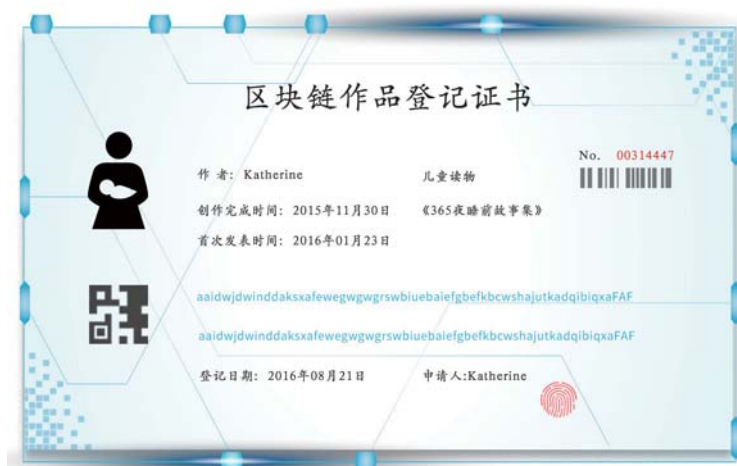 区块链作品登记证书
No. 00314447
作 者: Katherine 儿童读物
创作完成时间: 2015年11月30日 《365夜睡前故事集》
首次发表时间: 2016年01月23日
aaidwjdwinddaksxafewegwgwgrswbiuebaiefgbefkbcwshajutkadqibiqxaFAF
aaidwjdwinddaksxafewegwgwgrswbiuebaiefgbefkbcwshajutkadqibiqxaFAF
登记日期: 2016年08月21日 申请人:Katherine